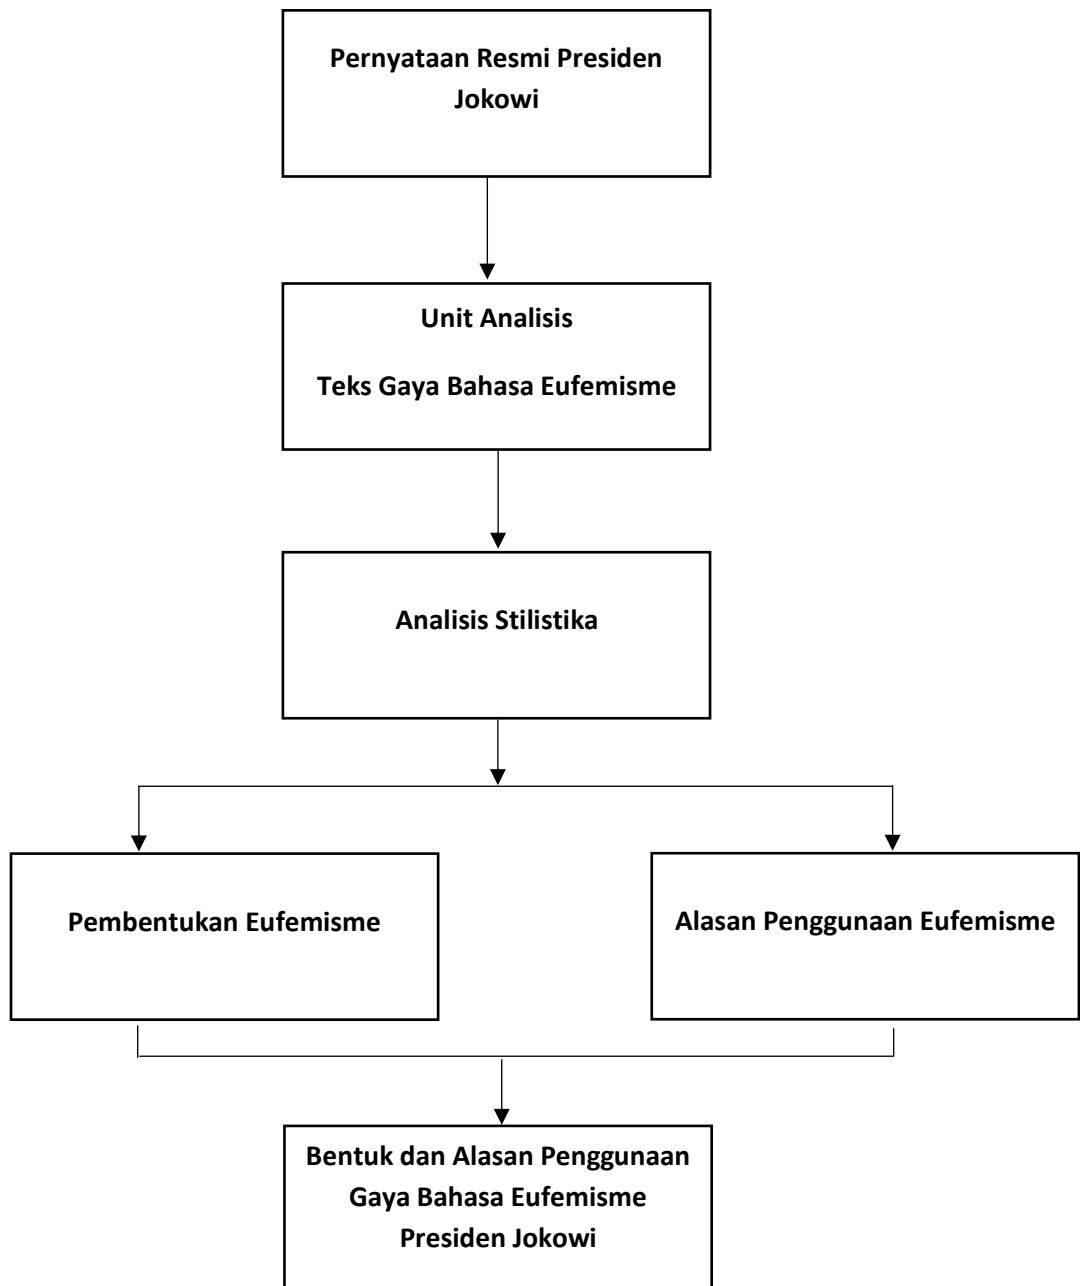 Pernyataan Resmi Presiden
Jokowi
Unit Analisis
Teks Gaya Bahasa Eufemisme
Analisis Stilistika
Pembentukan Eufemisme
Alasan Penggunaan Eufemisme
Bentuk dan Alasan Penggunaan
Gaya Bahasa Eufemisme
Presiden Jokowi